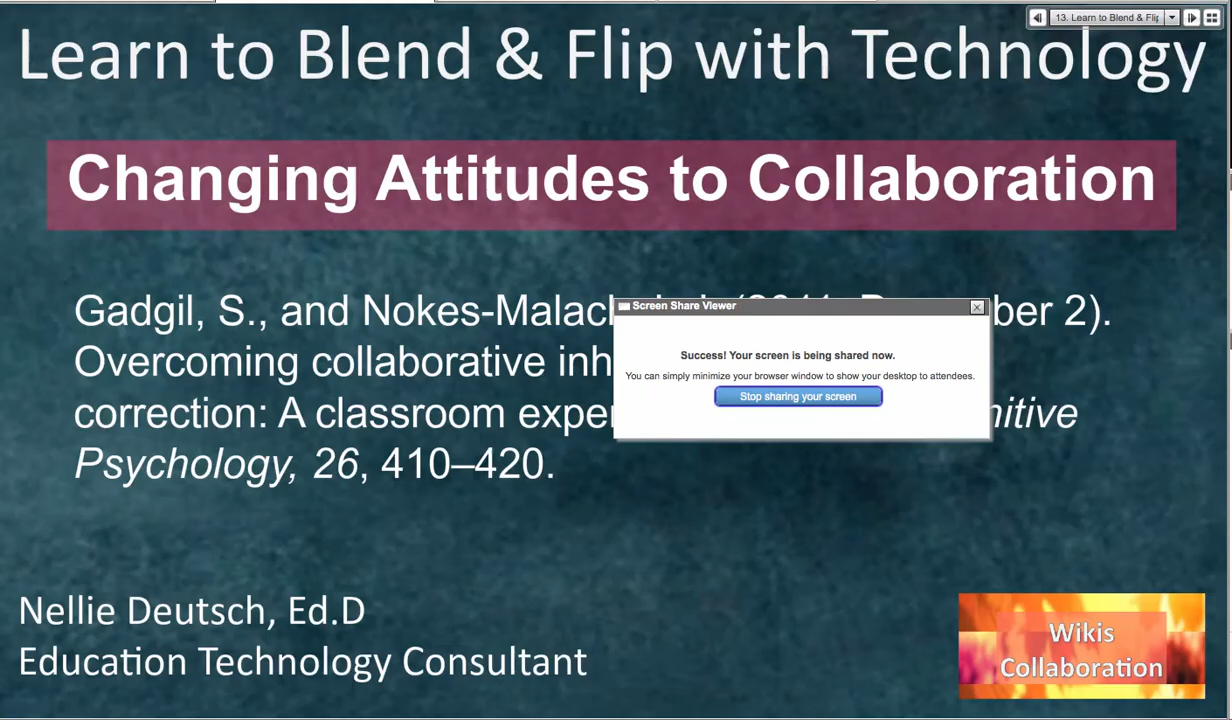 13. Learn to Blend & Flip
Learn to Blend & Flip with Technology
Changing Attitudes to Collaboration
Gadgil, S., and Nokes-Malach 2).
Overcoming collaborative
correction: A classroom
Psychology, 26, 410–420.
Screen Share Viewer
Success! Your screen is being shared now.
You can simply minimize your browser window to show your desktop to attendees.
Stop sharing your screen
Nellie Deutsch, Ed.D
Education Technology Consultant
Wikis
Collaboration